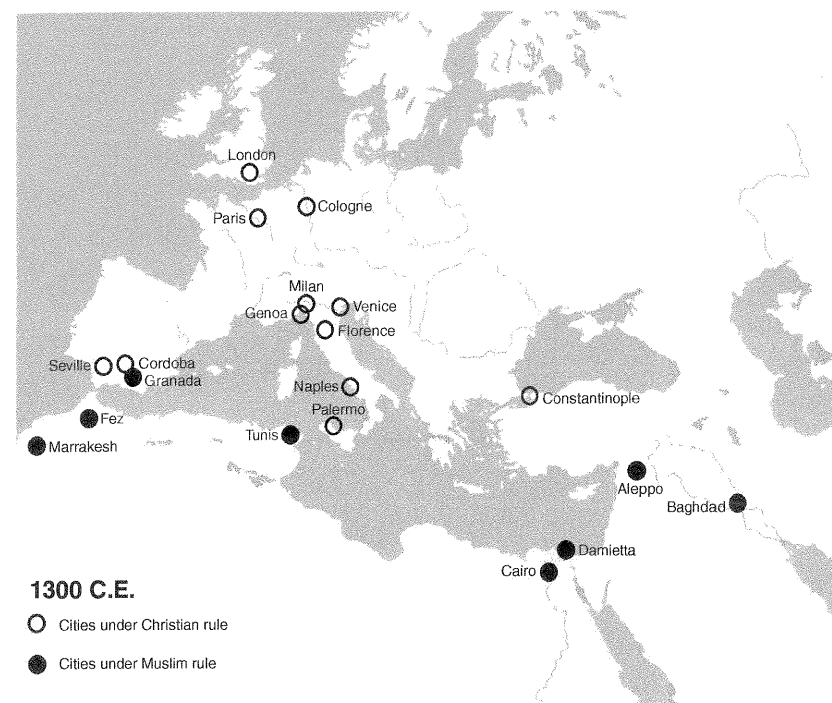 London
Cologne
Paris
Milan
Venice
Genoa
Florence
Seville
Cordoba
Granada
Naples
Constantinople
Palermo
Fez
Tunis
Marrakesh
Aleppo
Baghdad
Damietta
Cairo
1300 C.E.
Cities under Christian rule
Cities under Muslim rule